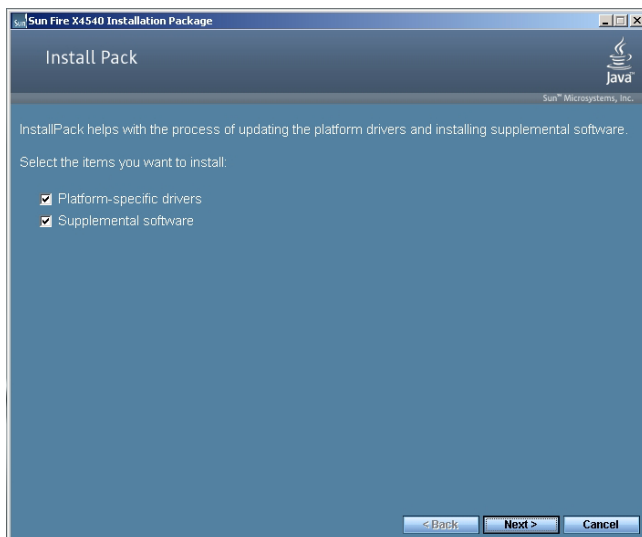 Sun Fire X4540 Installation Package
Install Pack
Java™
Sun™ Microsystems, Inc.
InstallPack helps with the process of updating the platform drivers and installing supplemental software.
Select the items you want to install:
Platform-specific drivers
Supplemental software
< Back
Next >
Cancel